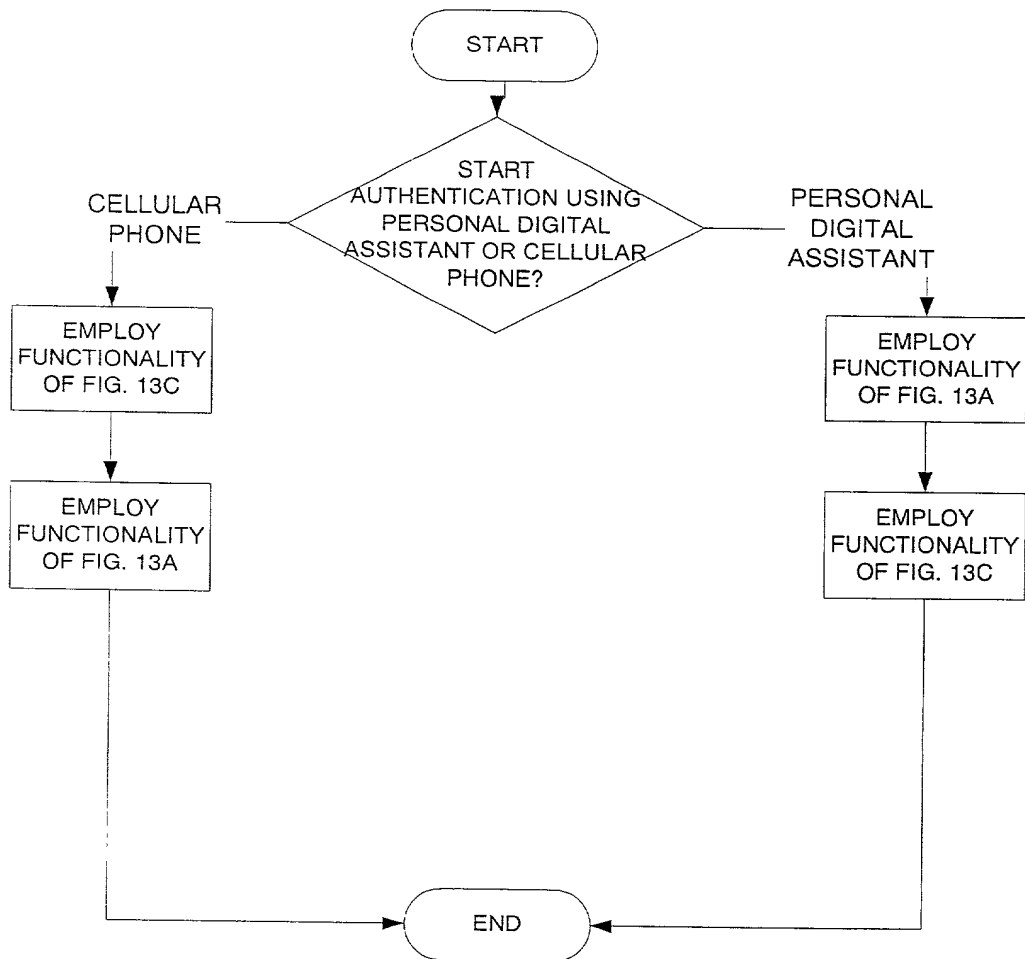 START
START
AUTHENTICATION USING
PERSONAL DIGITAL
ASSISTANT OR CELLULAR
PHONE?
CELLULAR
PHONE
PERSONAL
DIGITAL
ASSISTANT
EMPLOY
FUNCTIONALITY
OF FIG. 13C
EMPLOY
FUNCTIONALITY
OF FIG. 13A
EMPLOY
FUNCTIONALITY
OF FIG. 13A
EMPLOY
FUNCTIONALITY
OF FIG. 13C
END